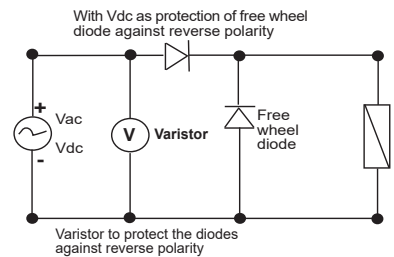 With Vdc as protection of free wheel
diode against reverse polarity
+
Vac
Vdc
-
V
Varistor
Free
wheel
diode
Varistor to protect the diodes
against reverse polarity